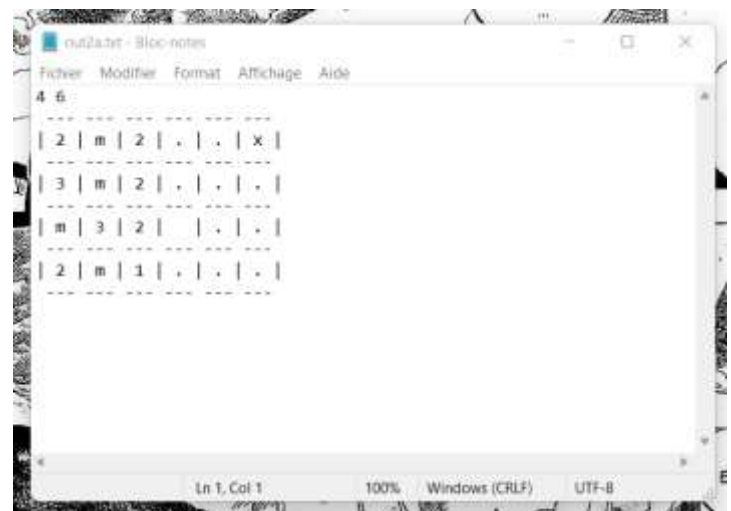 out2a.txt - Bloc-notes
Fichier Modifier Format Affichage Aide
4 6
--- --- --- --- --- ---
| 2 | m | 2 | . | . | x |
--- --- --- --- --- ---
| 3 | m | 2 | . | . | . |
--- --- --- --- --- ---
| m | 3 | 2 |   | . | . |
--- --- --- --- --- ---
| 2 | m | 1 | . | . | . |
--- --- --- --- --- ---
Ln 1, Col 1 100% Windows (CRLF) UTF-8